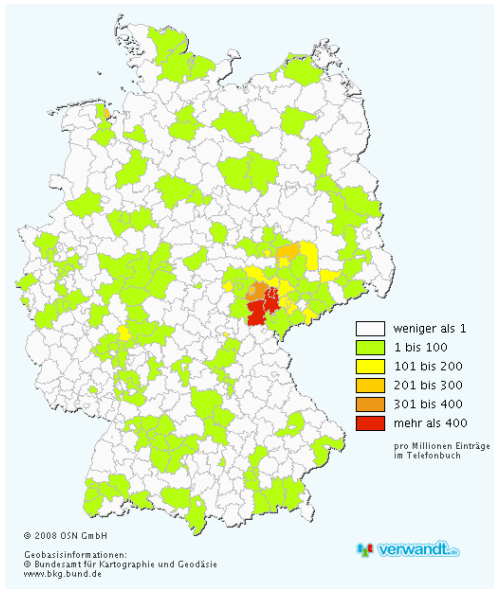 weniger als 1
1 bis 100
101 bis 200
201 bis 300
301 bis 400
mehr als 400
pro Millionen Einträge
im Telefonbuch
© 2008 OSN GmbH
Geobasisinformationen:
© Bundesamt für Kartographie und Geodäsie
www.bkg.bund.de
verwandt.de